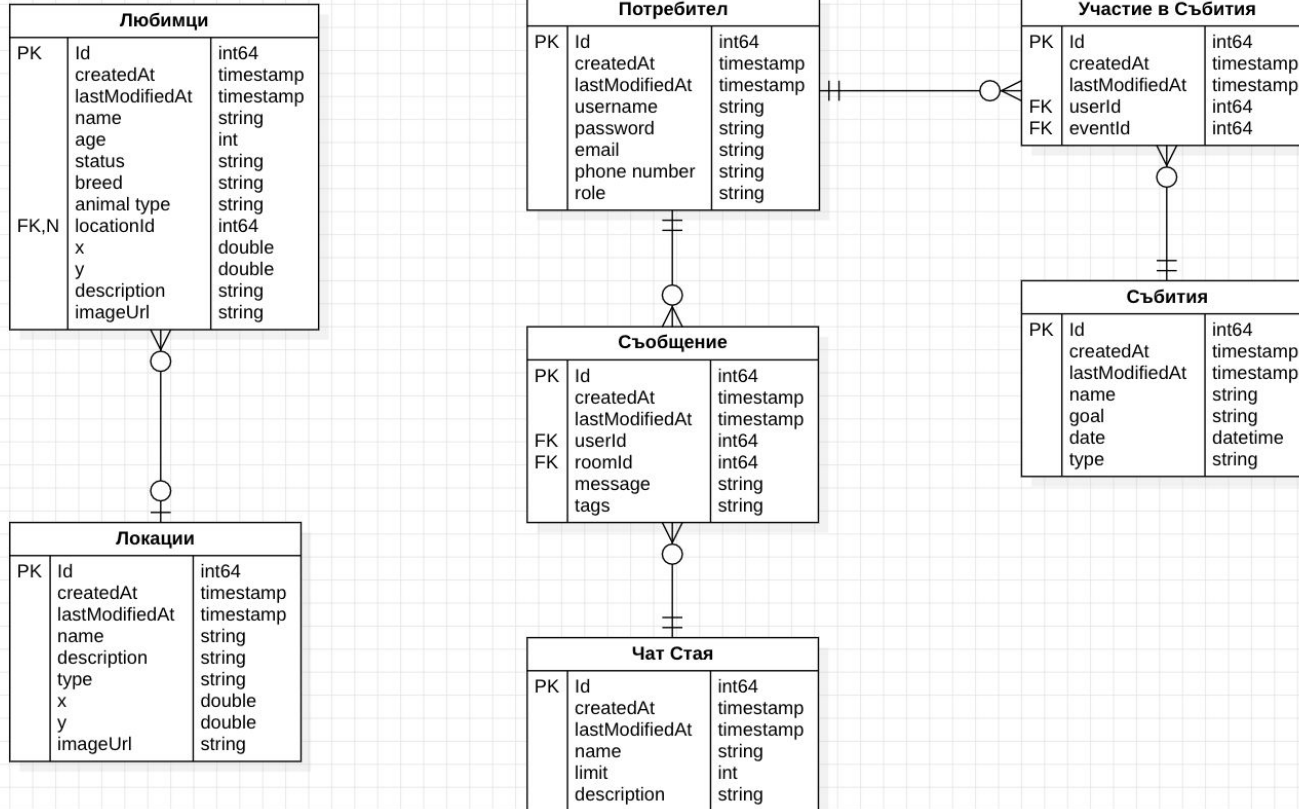 Любимци
PK Id int64
createdAt timestamp
lastModifiedAt timestamp
name string
age int
status string
breed string
animal type string
FK,N locationId int64
x double
y double
description string
imageUrl string
Локации
PK Id int64
createdAt timestamp
lastModifiedAt timestamp
name string
description string
type string
x double
y double
imageUrl string
Потребител
PK Id int64
createdAt timestamp
lastModifiedAt timestamp
username string
password string
email string
phone number string
role string
Съобщение
PK Id int64
createdAt timestamp
lastModifiedAt timestamp
FK userId int64
FK roomId int64
message string
tags string
Чат Стая
PK Id int64
createdAt timestamp
lastModifiedAt timestamp
name string
limit int
description string
Участие в Събития
PK Id int64
createdAt timestamp
lastModifiedAt timestamp
FK userId int64
FK eventId int64
Събития
PK Id int64
createdAt timestamp
lastModifiedAt timestamp
name string
goal string
date datetime
type string